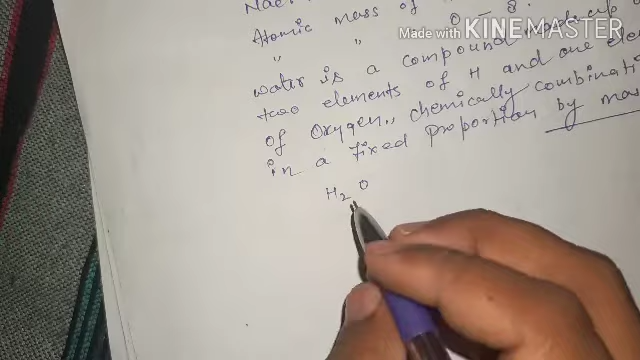 Made with KINEMASTER
Atomic mass of
" " O - 8.
water is a compound
two elements of H and one
of oxygen,, chemically combinati
in a fixed proportion by mas
H2O